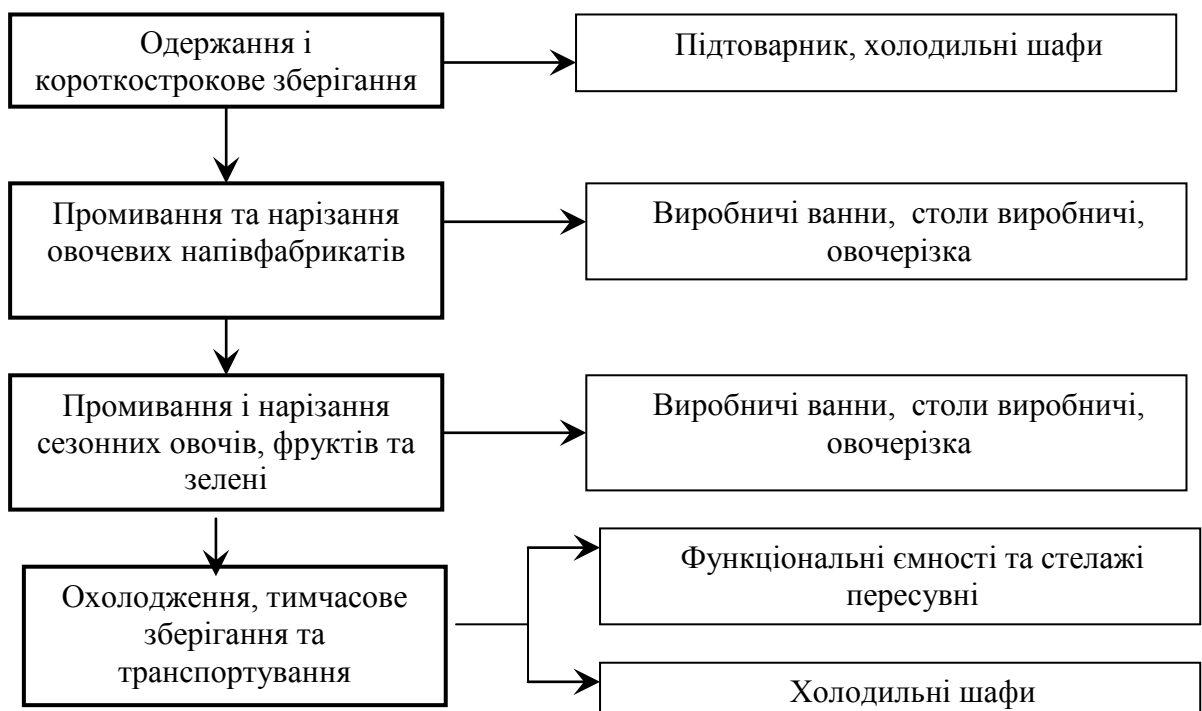 Одержання і
короткострокове зберігання
Підтоварник, холодильні шафи
Промивання та нарізання
овочевих напівфабрикатів
Виробничі ванни, столи виробничі,
овочерізка
Промивання і нарізання
сезонних овочів, фруктів та
зелені
Виробничі ванни, столи виробничі,
овочерізка
Охолодження, тимчасове
зберігання та
транспортування
Функціональні ємності та стелажі
пересувні
Холодильні шафи